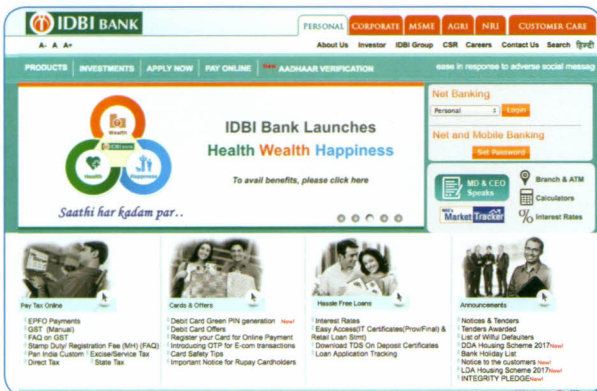 IDBI BANK
PERSONAL CORPORATE MSME AGRI NRI CUSTOMER CARE
A- A A+
About Us Investor IDBI Group CSR Careers Contact Us Search हिन्दी
PRODUCTS INVESTMENTS APPLY NOW PAY ONLINE New AADHAAR VERIFICATION
ease in response to adverse social messag
Wealth
IDBI BANK
Health
Happiness
Saathi har kadam par..
IDBI Bank Launches
Health Wealth Happiness
To avail benefits, please click here
Net Banking
Personal Login
Net and Mobile Banking
Set Password
MD & CEO
Speaks
Market Tracker
Branch & ATM
Calculators
% Interest Rates
Pay Tax Online
EPFO Payments
GST (Manual)
FAQ on GST
Stamp Duty/ Registration Fee (MH) (FAQ)
Pan India Custom Excise/Service Tax
Direct Tax State Tax
Cards & Offers
Debit Card Green PIN generation New!
Debit Card Offers
Register your Card for Online Payment
Introducing OTP for E-com transactions
Card Safety Tips
Important Notice for Rupay Cardholders
Hassle Free Loans
Interest Rates
Easy Access(IT Certificates(Prov/Final) &
Retail Loan Stmt)
Download TDS On Deposit Certificates
Loan Application Tracking
Announcements
Notices & Tenders
Tenders Awarded
List of Wilful Defaulters
DDA Housing Scheme 2017 New!
Bank Holiday List
Notice to the customers New!
LDA Housing Scheme 2017 New!
INTEGRITY PLEDGE New!